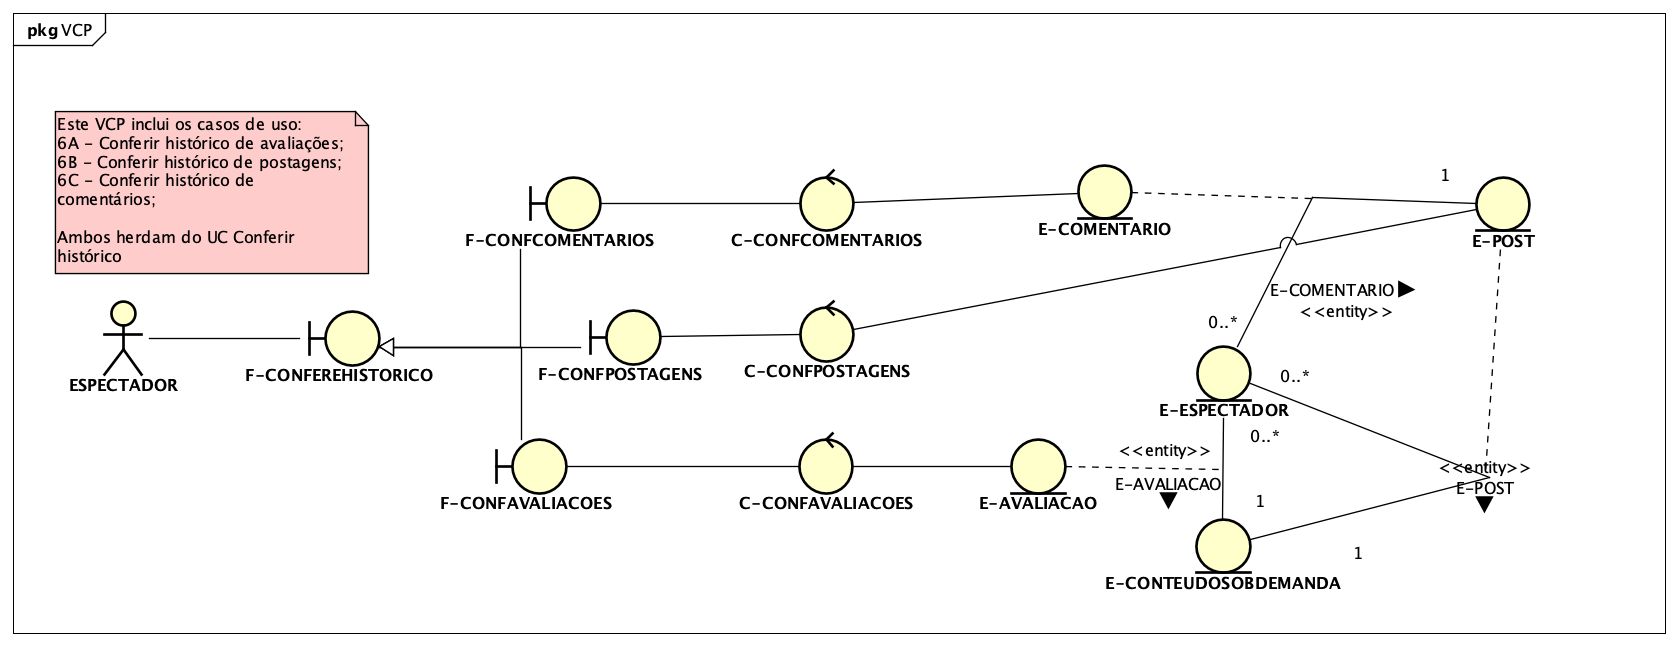 pkg VCP
Este VCP inclui os casos de uso:
6A - Conferir histórico de avaliações;
6B - Conferir histórico de postagens;
6C - Conferir histórico de
comentários;
Ambos herdam do UC Conferir
histórico
1
F-CONFCOMENTARIOS
C-CONFCOMENTARIOS
E-COMENTARIO
E-POST
E-COMENTARIO
<<entity>>
0..*
ESPECTADOR
F-CONFEREHISTORICO
F-CONFPOSTAGENS
C-CONFPOSTAGENS
0..*
E-ESPECTADOR
0..*
<<entity>>
E-AVALIACAO
<<entity>>
E-POST
F-CONFAVALIACOES
C-CONFAVALIACOES
E-AVALIACAO
1
1
E-CONTEUDOSOBDEMANDA